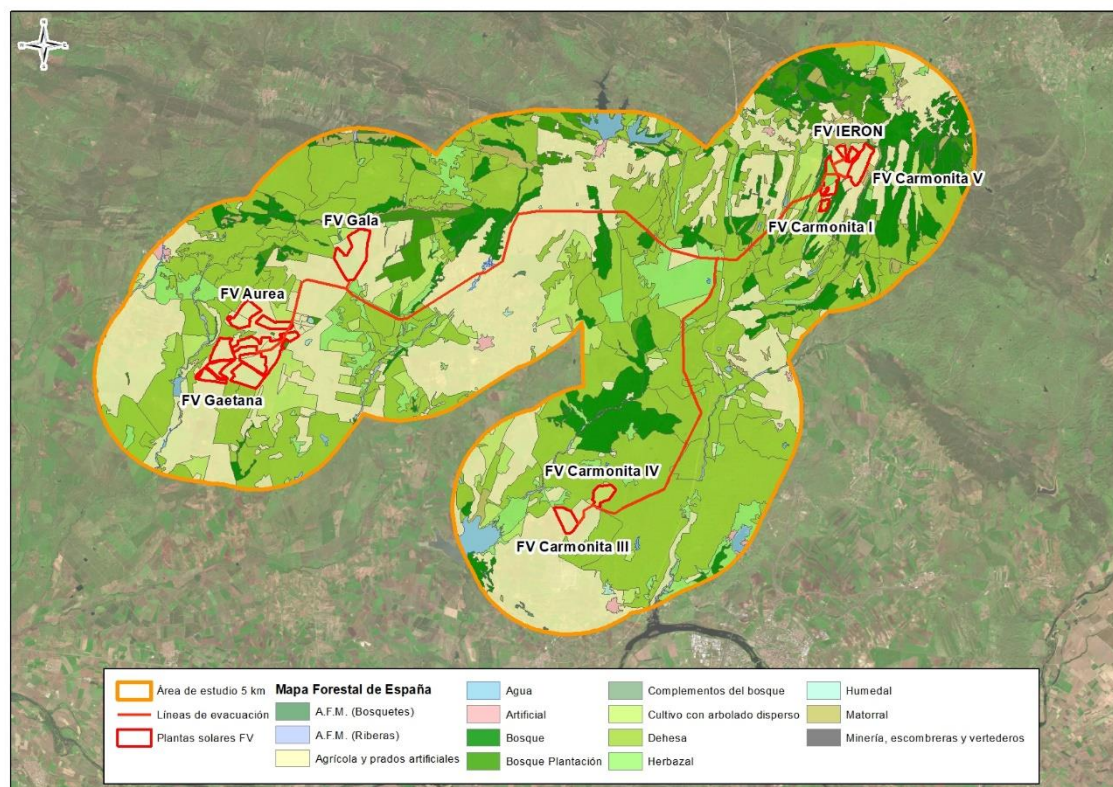 N
FV IERON
FV Carmonita V
FV Gala
FV Carmonita I
FV Aurea
FV Gaetana
FV Carmonita IV
FV Carmonita III
Área de estudio 5 km
Líneas de evacuación
Plantas solares FV
Mapa Forestal de España
A.F.M. (Bosquetes)
A.F.M. (Riberas)
Agrícola y prados artificiales
Agua
Artificial
Bosque
Bosque Plantación
Complementos del bosque
Cultivo con arbolado disperso
Dehesa
Herbazal
Humedal
Matorral
Minería, escombreras y vertederos